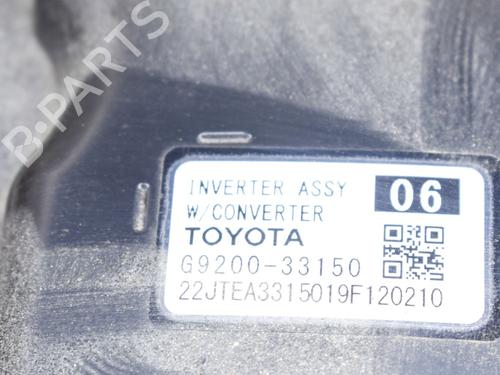 B-PARTS
INVERTER ASSY 06
W/CONVERTER
TOYOTA
G9200-33150
22JTEA3315019F120210